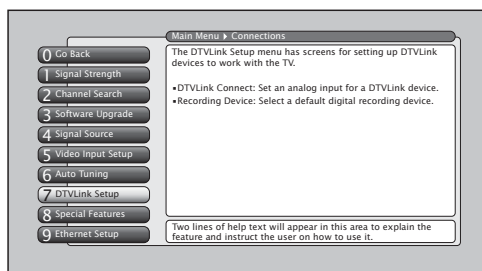 Main Menu ▸ Connections
0 Go Back
1 Signal Strength
2 Channel Search
3 Software Upgrade
4 Signal Source
5 Video Input Setup
6 Auto Tuning
7 DTVLink Setup
8 Special Features
9 Ethernet Setup
The DTVLink Setup menu has screens for setting up DTVLink
devices to work with the TV.
▪DTVLink Connect: Set an analog input for a DTVLink device.
▪Recording Device: Select a default digital recording device.
Two lines of help text will appear in this area to explain the
feature and instruct the user on how to use it.